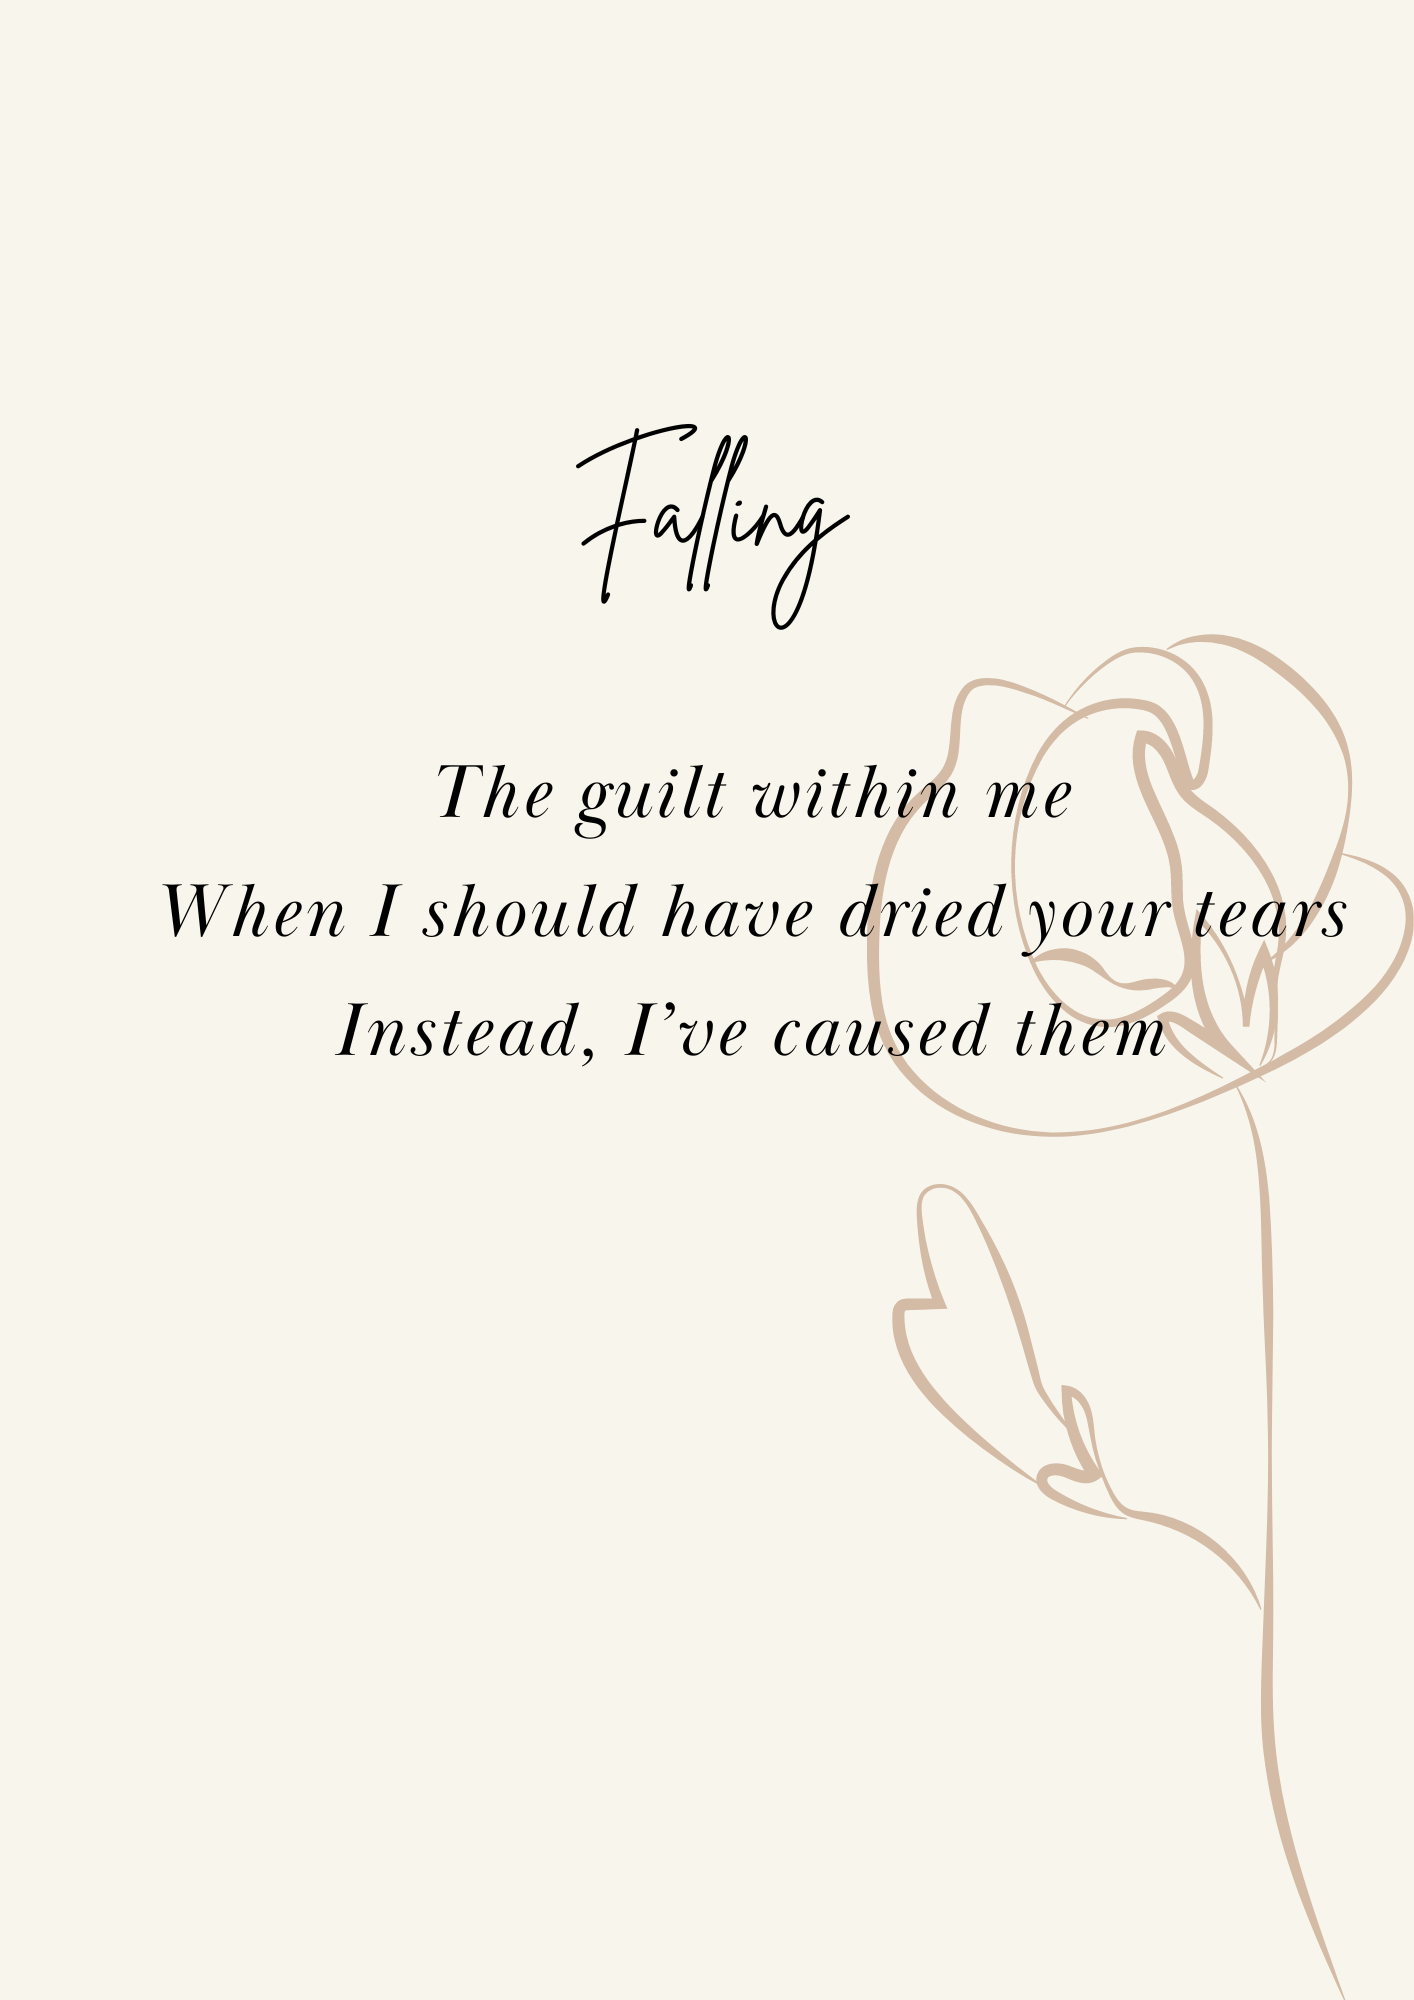 Falling
The guilt within me
When I should have dried your tears
Instead, I’ve caused them